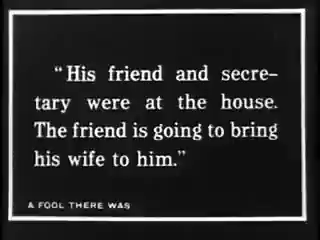 “His friend and secre-
tary were at the house.
The friend is going to bring
his wife to him.”
A FOOL THERE WAS